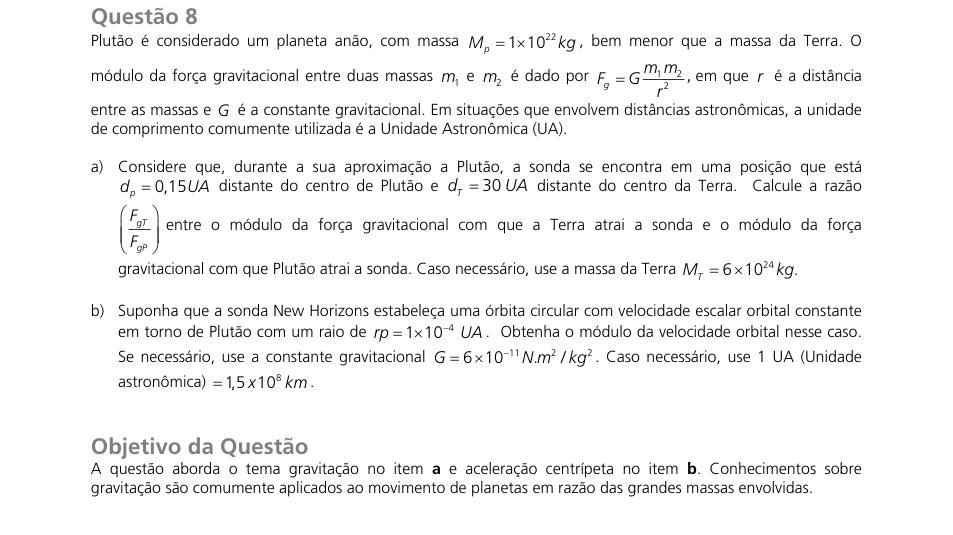 Questão 8
Plutão é considerado um planeta anão, com massa M_p = 1×10^22 kg, bem menor que a massa da Terra. O
módulo da força gravitacional entre duas massas m_1 e m_2 é dado por F_g = G m_1 m_2 / r^2, em que r é a distância
entre as massas e G é a constante gravitacional. Em situações que envolvem distâncias astronômicas, a unidade
de comprimento comumente utilizada é a Unidade Astronômica (UA).
a) Considere que, durante a sua aproximação a Plutão, a sonda se encontra em uma posição que está
d_p = 0,15 UA distante do centro de Plutão e d_T = 30 UA distante do centro da Terra. Calcule a razão
(F_gT / F_gP) entre o módulo da força gravitacional com que a Terra atrai a sonda e o módulo da força
gravitacional com que Plutão atrai a sonda. Caso necessário, use a massa da Terra M_T = 6×10^24 kg.
b) Suponha que a sonda New Horizons estabeleça uma órbita circular com velocidade escalar orbital constante
em torno de Plutão com um raio de rp = 1×10^−4 UA. Obtenha o módulo da velocidade orbital nesse caso.
Se necessário, use a constante gravitacional G = 6×10^−11 N.m^2 / kg^2. Caso necessário, use 1 UA (Unidade
astronômica) = 1,5 x 10^8 km.
Objetivo da Questão
A questão aborda o tema gravitação no item a e aceleração centrípeta no item b. Conhecimentos sobre
gravitação são comumente aplicados ao movimento de planetas em razão das grandes massas envolvidas.